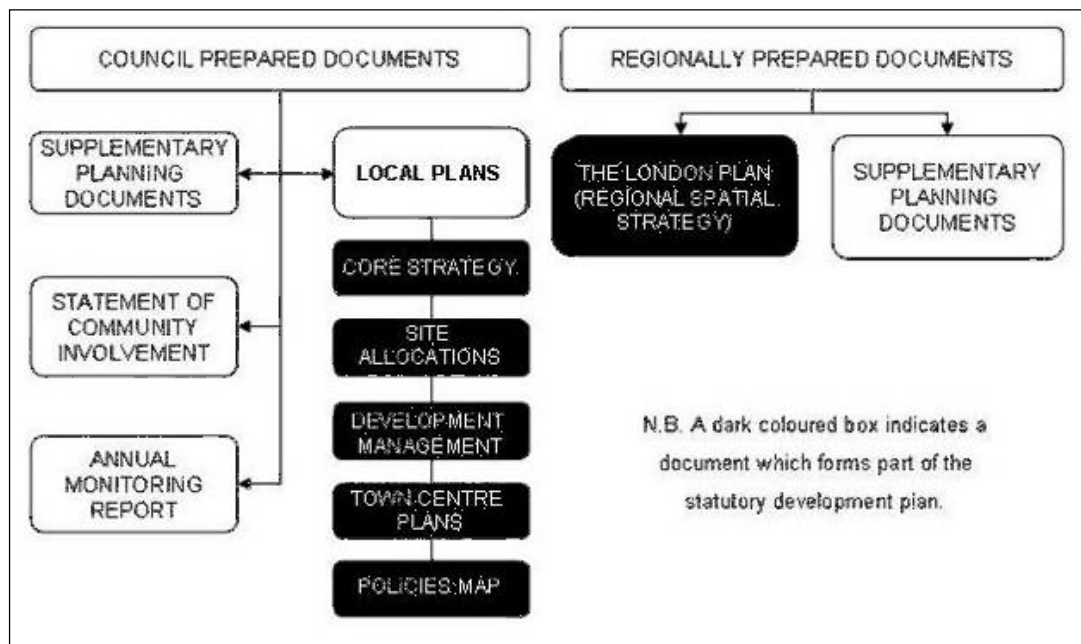 COUNCIL PREPARED DOCUMENTS
REGIONALLY PREPARED DOCUMENTS
SUPPLEMENTARY
PLANNING
DOCUMENTS
LOCAL PLANS
THE LONDON PLAN
(REGIONAL SPATIAL
STRATEGY)
SUPPLEMENTARY
PLANNING
DOCUMENTS
CORE STRATEGY
STATEMENT OF
COMMUNITY
INVOLVEMENT
SITE
ALLOCATIONS
DEVELOPMENT
MANAGEMENT
ANNUAL
MONITORING
REPORT
TOWN CENTRE
PLANS
POLICIES MAP
N.B. A dark coloured box indicates a
document which forms part of the
statutory development plan.